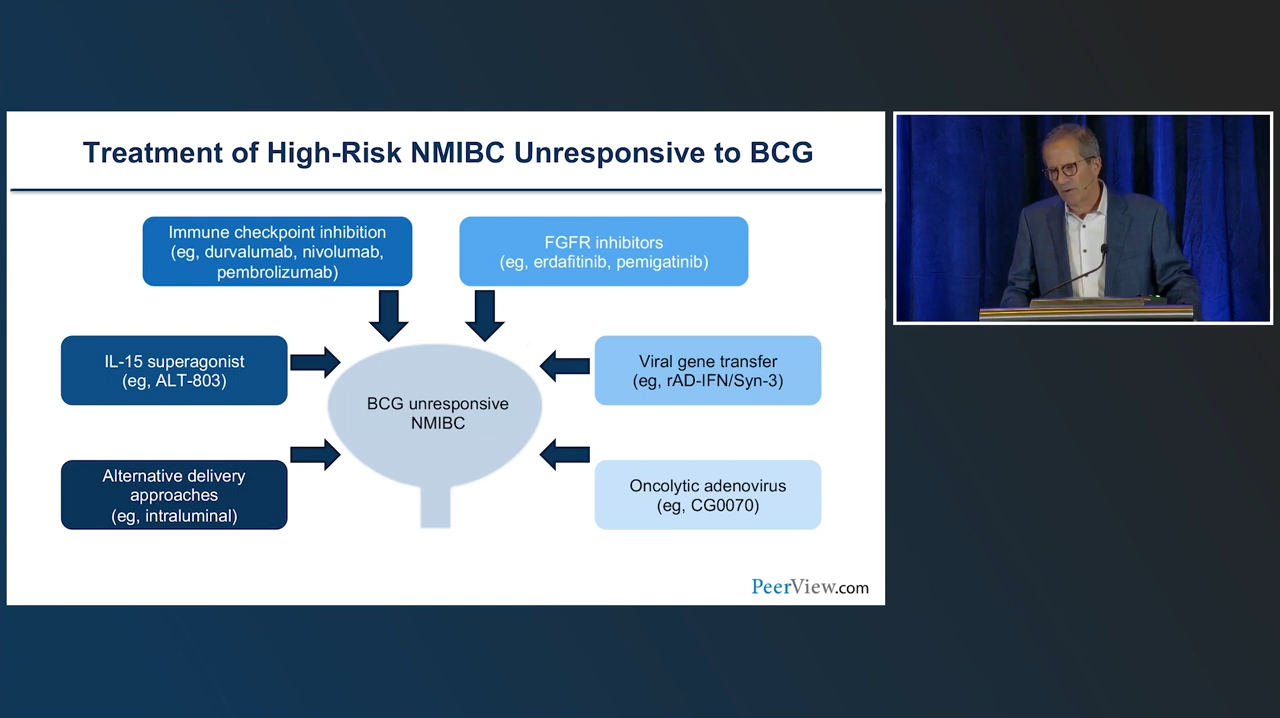 Treatment of High-Risk NMIBC Unresponsive to BCG
Immune checkpoint inhibition
(eg, durvalumab, nivolumab,
pembrolizumab)
FGFR inhibitors
(eg, erdafitinib, pemigatinib)
IL-15 superagonist
(eg, ALT-803)
Viral gene transfer
(eg, rAD-IFN/Syn-3)
BCG unresponsive
NMIBC
Alternative delivery
approaches
(eg, intraluminal)
Oncolytic adenovirus
(eg, CG0070)
PeerView.com